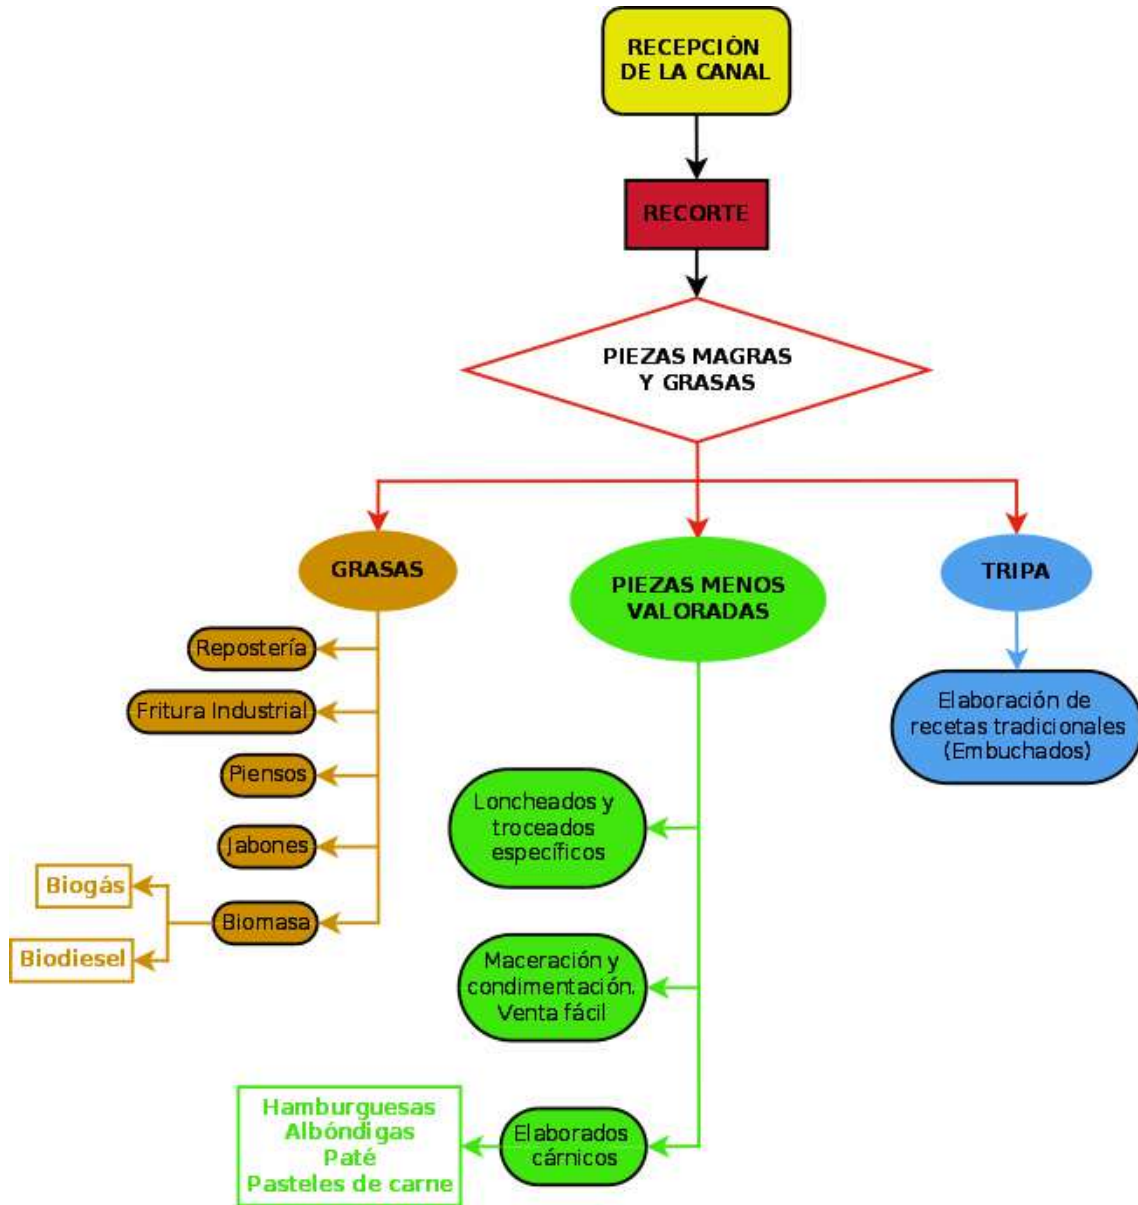 RECEPCIÓN
DE LA CANAL
RECORTE
PIEZAS MAGRAS
Y GRASAS
GRASAS
PIEZAS MENOS
VALORADAS
TRIPA
Repostería
Fritura Industrial
Piensos
Jabones
Biomasa
Biogás
Biodiesel
Loncheados y
troceados
específicos
Maceración y
condimentación.
Venta fácil
Elaborados
cárnicos
Hamburguesas
Albóndigas
Paté
Pasteles de carne
Elaboración de
recetas tradicionales
(Embuchados)